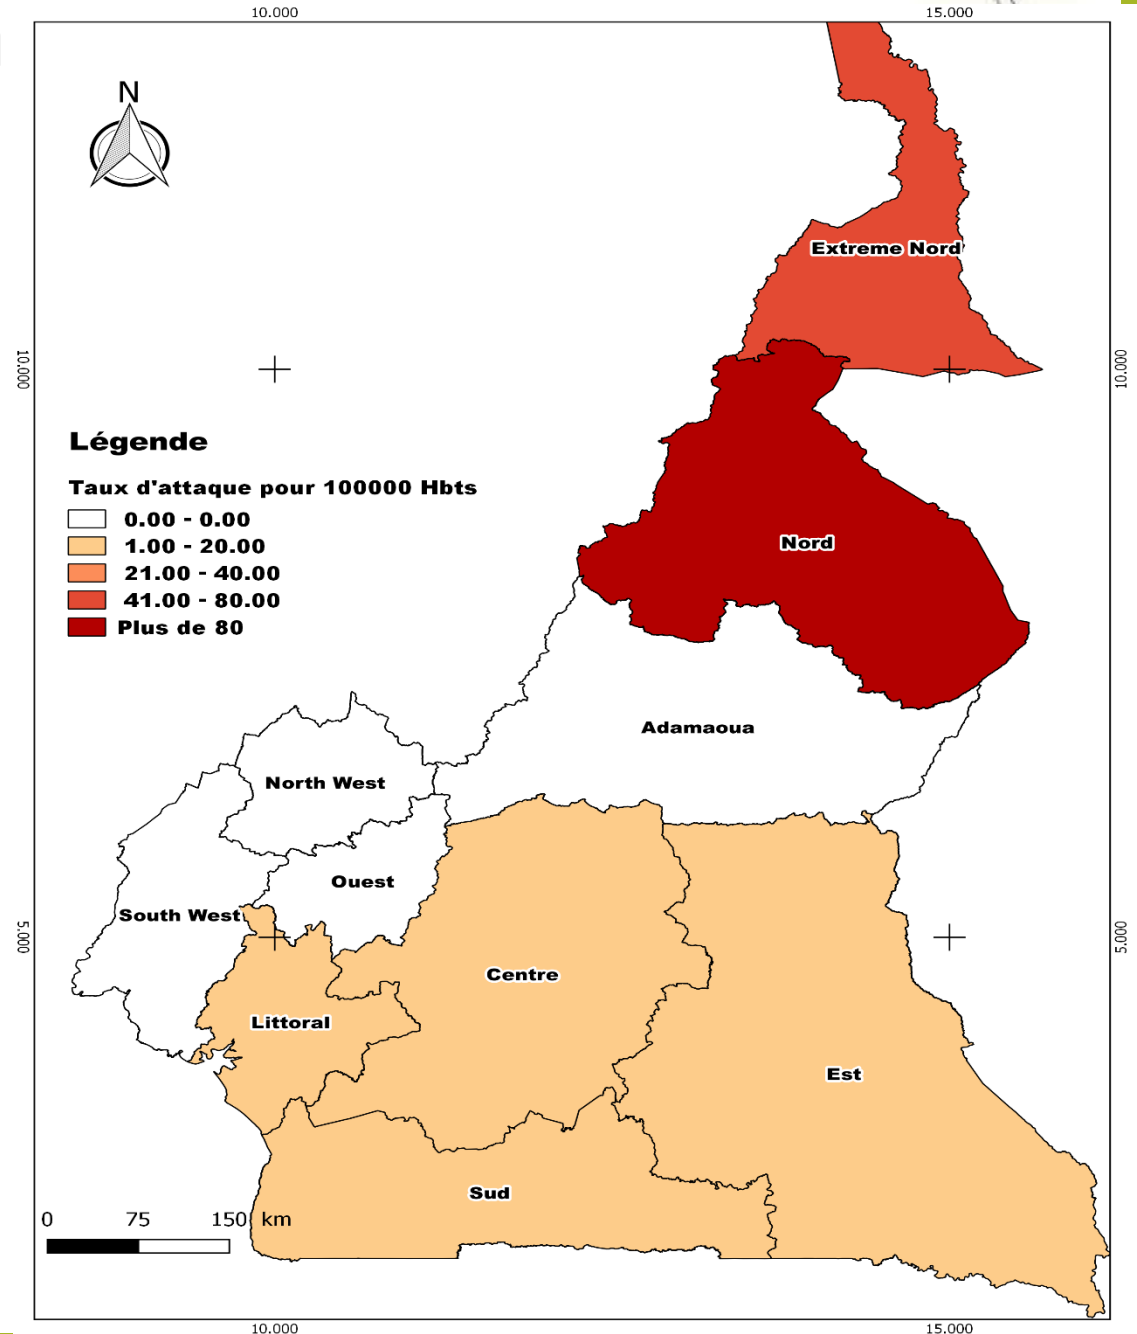 10.000 15.000
N
Extreme Nord
10.000 10.000
Légende
Taux d'attaque pour 100000 Hbts
0.00 - 0.00
1.00 - 20.00
21.00 - 40.00
41.00 - 80.00
Plus de 80
Nord
Adamaoua
North West
Ouest
South West
5.000 5.000
Centre
Littoral
Est
Sud
0 75 150 km
10.000 15.000